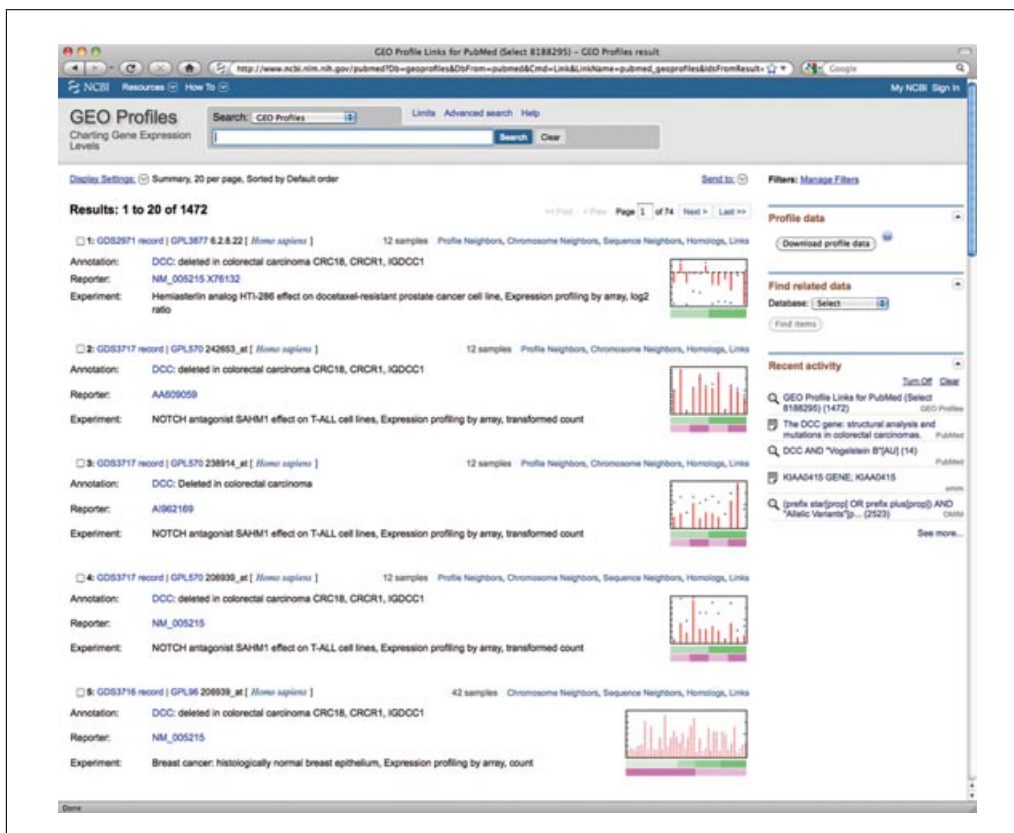 GEO Profile Links for PubMed (Select 8188295) – GEO Profiles result
http://www.ncbi.nlm.nih.gov/pubmed?Db=geoprofiles&DbFrom=pubmed&Cmd=Link&LinkName=pubmed_geoprofiles&IdsFromResult=
Google
NCBI Resources How To
My NCBI Sign In
GEO Profiles
Charting Gene Expression Levels
Search: GEO Profiles
Limits Advanced search Help
Search Clear
Display Settings: Summary, 20 per page, Sorted by Default order
Send to:
Results: 1 to 20 of 1472
<< First < Prev Page 1 of 74 Next > Last >>
1: GDS2971 record | GPL3877 6.2.8.22 [ Homo sapiens ]
12 samples Profile Neighbors, Chromosome Neighbors, Sequence Neighbors, Homologs, Links
Annotation: DCC: deleted in colorectal carcinoma CRC18, CRCR1, IGDCC1
Reporter: NM_005215 X76132
Experiment: Hemiasterlin analog HTI-286 effect on docetaxel-resistant prostate cancer cell line, Expression profiling by array, log2
ratio
2: GDS3717 record | GPL570 242653_at [ Homo sapiens ]
12 samples Profile Neighbors, Chromosome Neighbors, Sequence Neighbors, Homologs, Links
Annotation: DCC: deleted in colorectal carcinoma CRC18, CRCR1, IGDCC1
Reporter: AA609059
Experiment: NOTCH antagonist SAHM1 effect on T-ALL cell lines, Expression profiling by array, transformed count
3: GDS3717 record | GPL570 238914_at [ Homo sapiens ]
12 samples Profile Neighbors, Chromosome Neighbors, Sequence Neighbors, Homologs, Links
Annotation: DCC: Deleted in colorectal carcinoma
Reporter: AI962169
Experiment: NOTCH antagonist SAHM1 effect on T-ALL cell lines, Expression profiling by array, transformed count
4: GDS3717 record | GPL570 206939_at [ Homo sapiens ]
12 samples Profile Neighbors, Chromosome Neighbors, Sequence Neighbors, Homologs, Links
Annotation: DCC: deleted in colorectal carcinoma CRC18, CRCR1, IGDCC1
Reporter: NM_005215
Experiment: NOTCH antagonist SAHM1 effect on T-ALL cell lines, Expression profiling by array, transformed count
5: GDS3716 record | GPL96 206939_at [ Homo sapiens ]
42 samples Chromosome Neighbors, Sequence Neighbors, Homologs, Links
Annotation: DCC: deleted in colorectal carcinoma CRC18, CRCR1, IGDCC1
Reporter: NM_005215
Experiment: Breast cancer: histologically normal breast epithelium, Expression profiling by array, count
Filters: Manage Filters
Profile data
Download profile data
Find related data
Database: Select
Find items
Recent activity
Turn Off Clear
GEO Profile Links for PubMed (Select
8188295) (1472)
GEO Profiles
The DCC gene: structural analysis and
mutations in colorectal carcinomas.
PubMed
DCC AND "Vogelstein B"[AU] (14)
PubMed
KIAA0415 GENE; KIAA0415
omim
(prefix star[prop] OR prefix plus[prop]) AND
"Allelic Variants"[p... (2523)
OMIM
See more...
Done